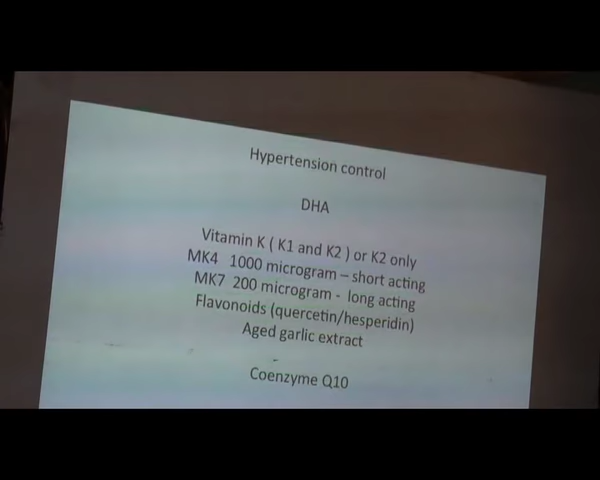 Hypertension control
DHA
Vitamin K ( K1 and K2 ) or K2 only
MK4 1000 microgram – short acting
MK7 200 microgram - long acting
Flavonoids (quercetin/hesperidin)
Aged garlic extract
Coenzyme Q10